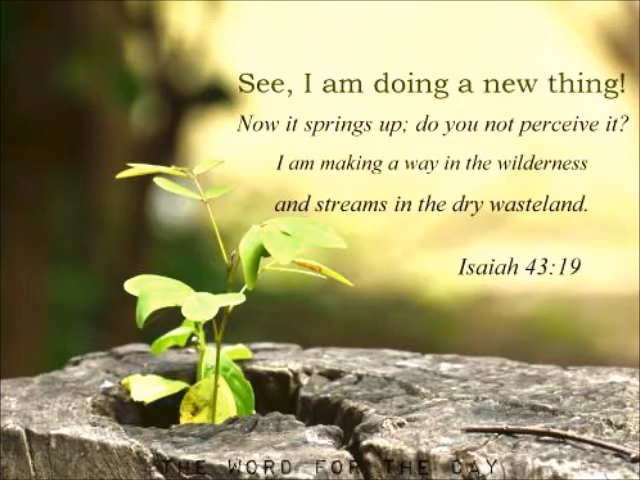 See, I am doing a new thing!
Now it springs up; do you not perceive it?
I am making a way in the wilderness
and streams in the dry wasteland.
Isaiah 43:19
THE WORD FOR THE DAY